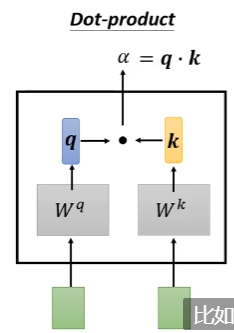 Dot-product
α = q · k
q
k
W^q
W^k
比如